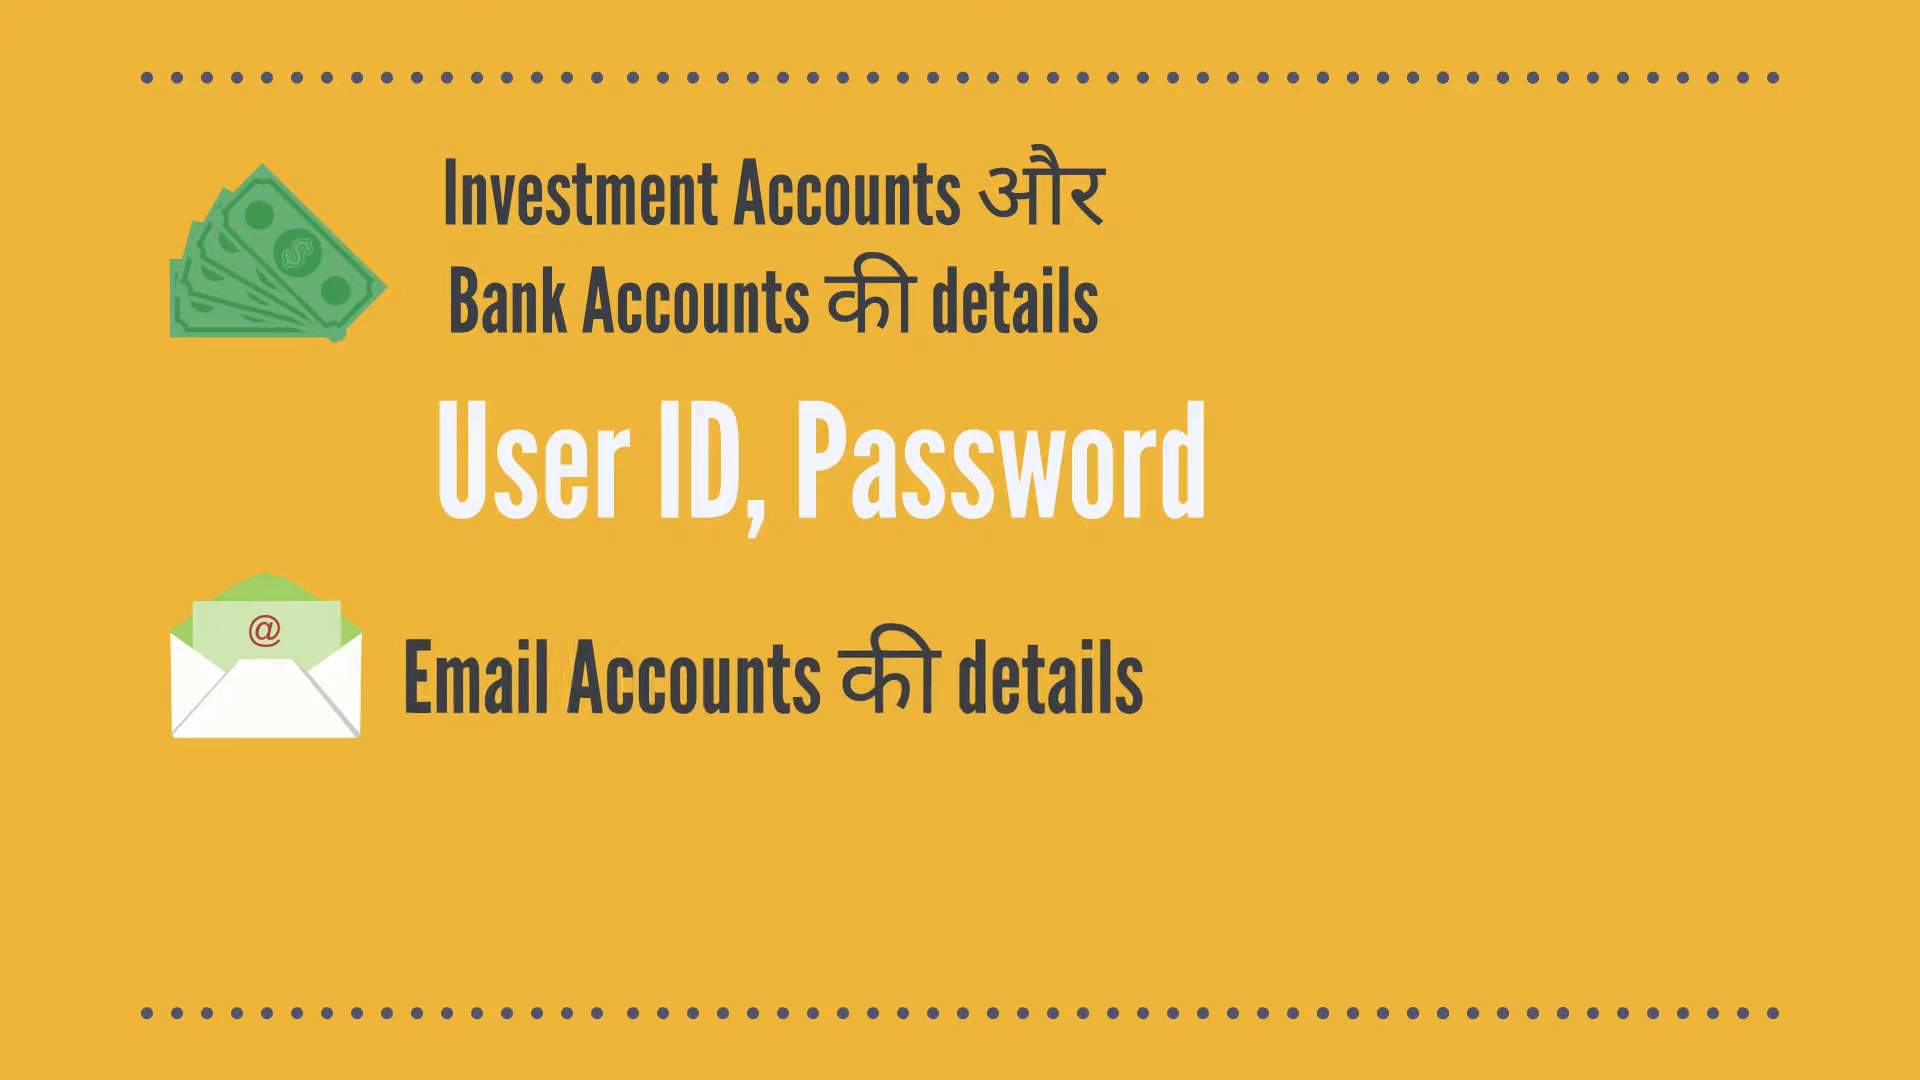 Investment Accounts और
Bank Accounts की details
User ID, Password
@
Email Accounts की details